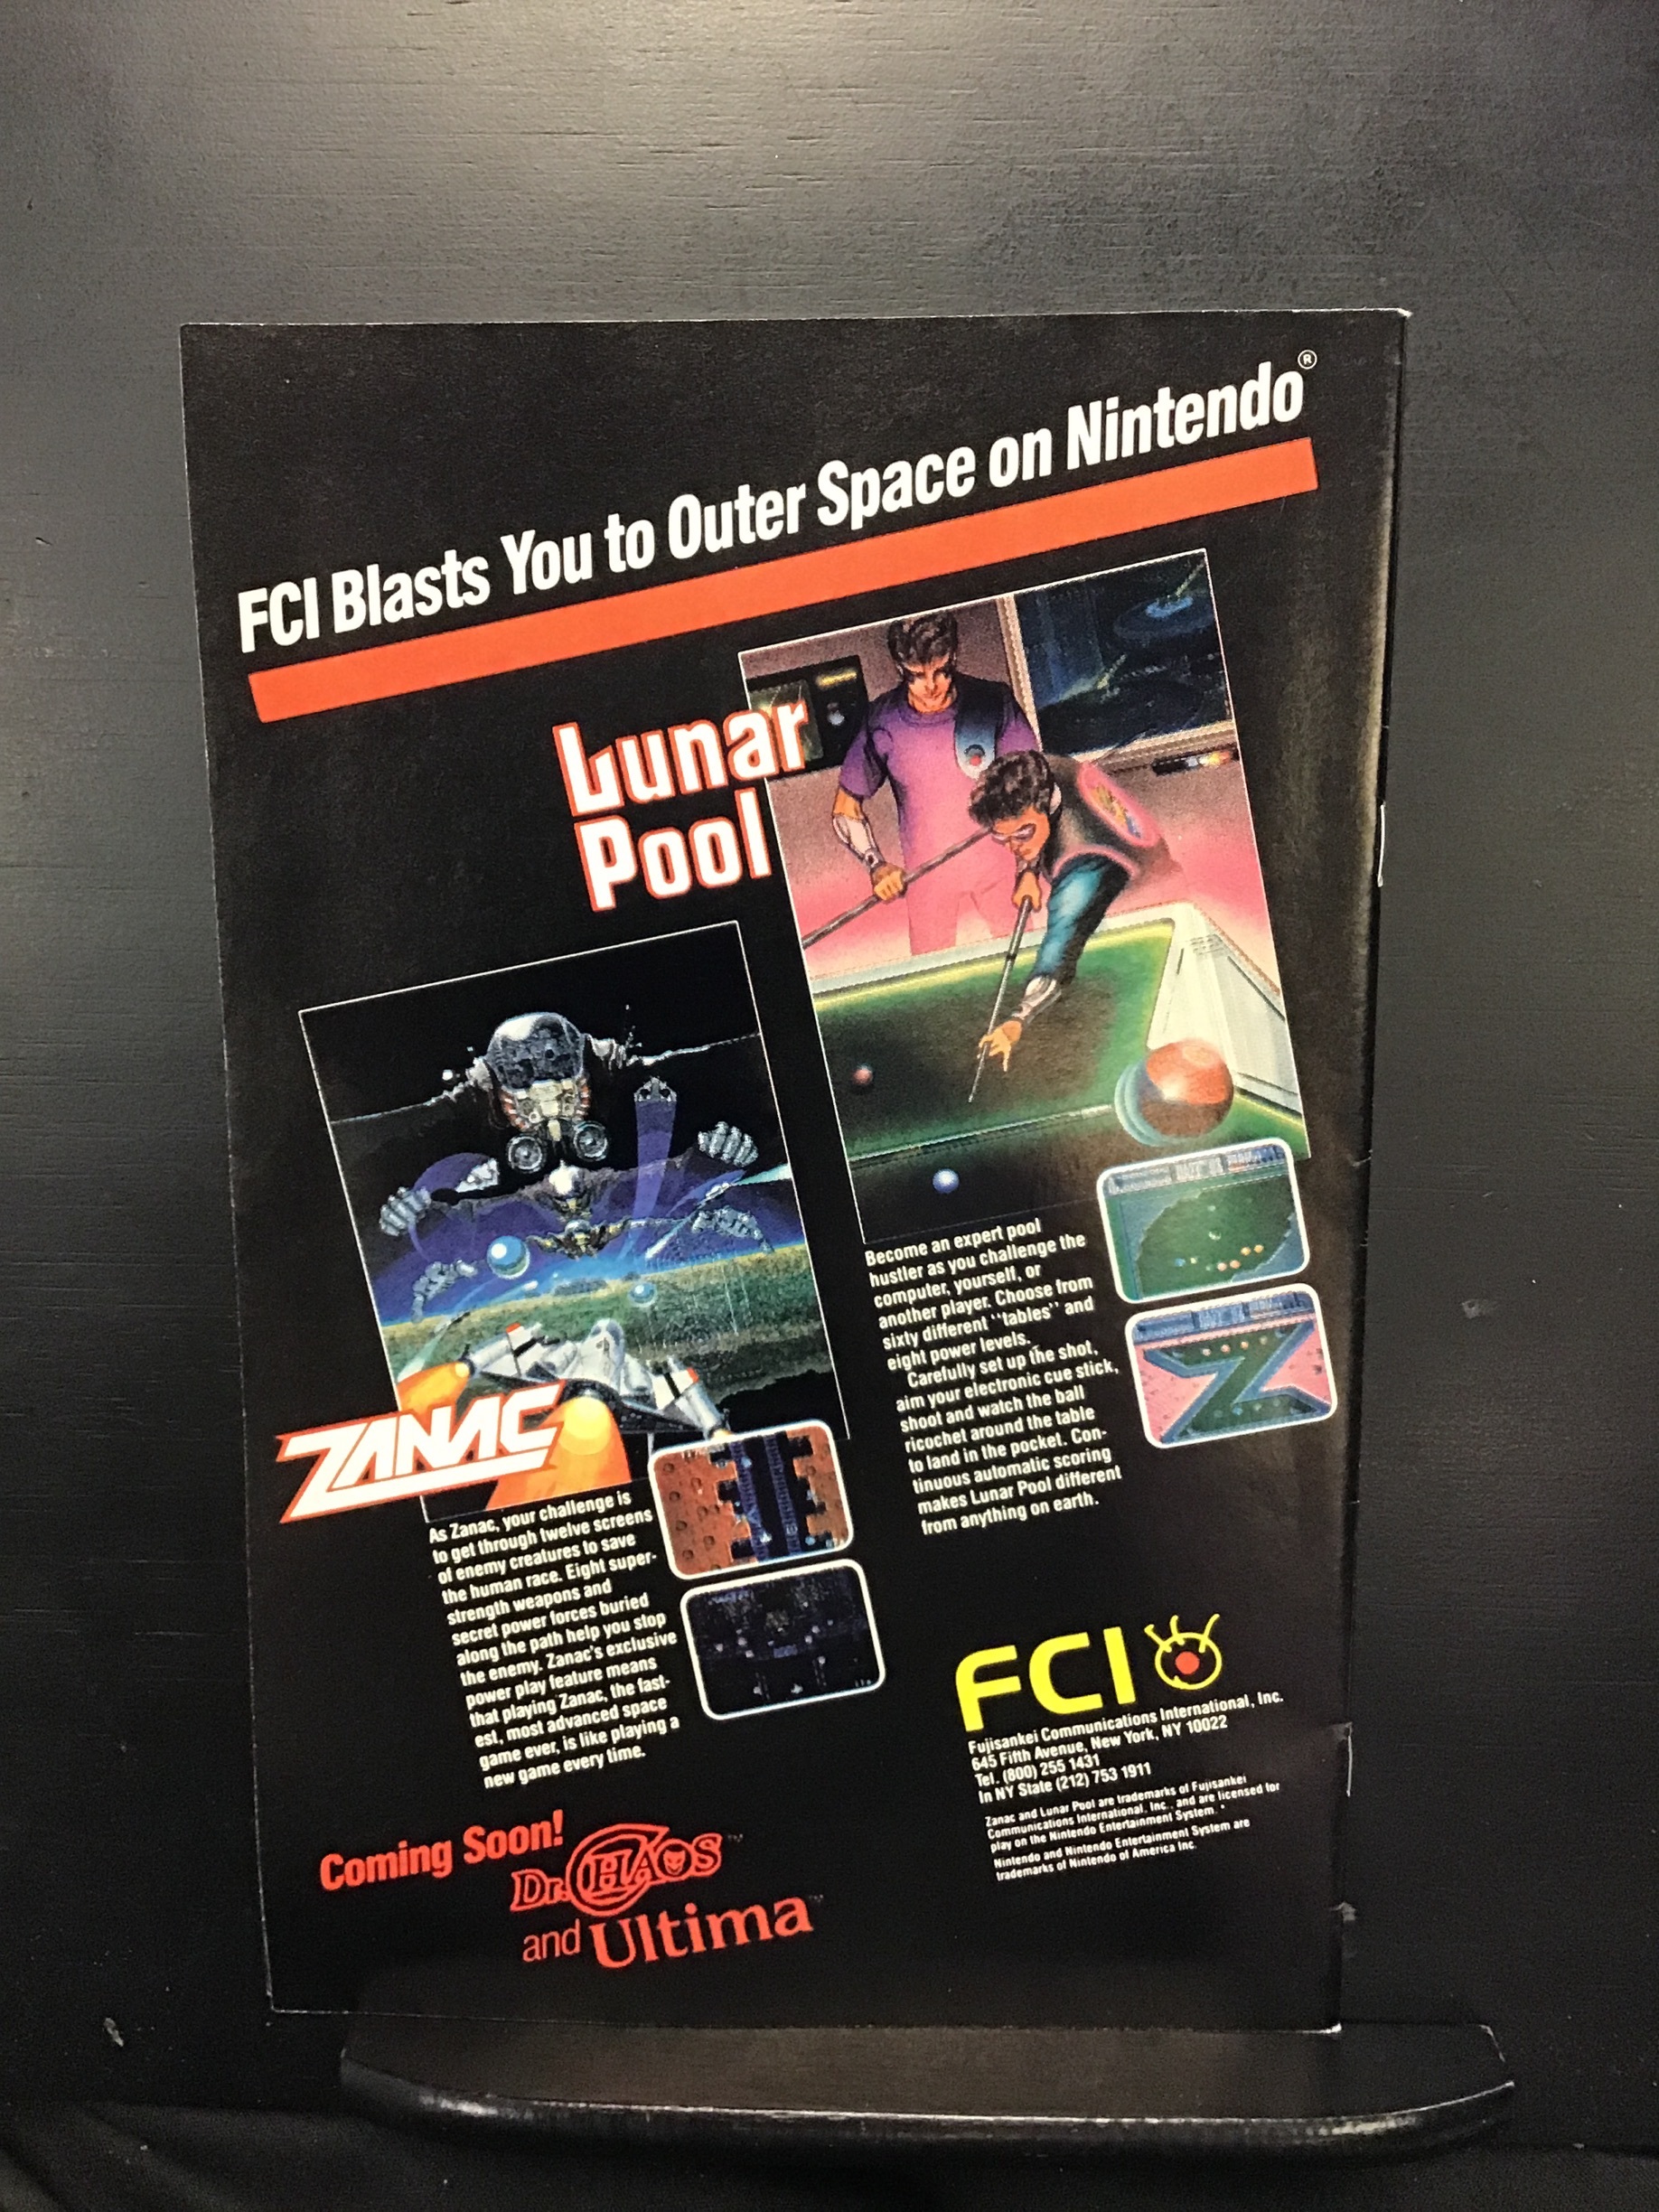 FCI Blasts You to Outer Space on Nintendo®
Lunar
Pool
Become an expert pool
hustler as you challenge the
computer, yourself, or
another player. Choose from
sixty different "tables" and
eight power levels.
Carefully set up the shot,
aim your electronic cue stick,
shoot and watch the ball
ricochet around the table
to land in the pocket. Con-
tinuous automatic scoring
makes Lunar Pool different
from anything on earth.
ZANAC
As Zanac, your challenge is
to get through twelve screens
of enemy creatures to save
the human race. Eight super-
strength weapons and
secret power forces buried
along the path help you stop
the enemy. Zanac's exclusive
power play feature means
that playing Zanac, the fast-
est, most advanced space
game ever, is like playing a
new game every time.
Coming Soon!
Dr. CHAOS™
and Ultima™
FCI
Fujisankei Communications International, Inc.
645 Fifth Avenue, New York, NY 10022
Tel. (800) 255 1431
In NY State (212) 753 1911
Zanac and Lunar Pool are trademarks of Fujisankei
Communications International, Inc., and are licensed for
play on the Nintendo Entertainment System.
Nintendo and Nintendo Entertainment System are
trademarks of Nintendo of America Inc.